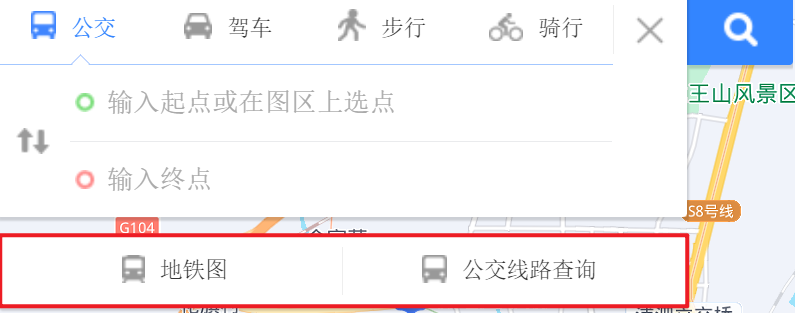 公交 驾车 步行 骑行
输入起点或在图区上选点
王山风景区
输入终点
S8号线
G104
地铁图 公交线路查询